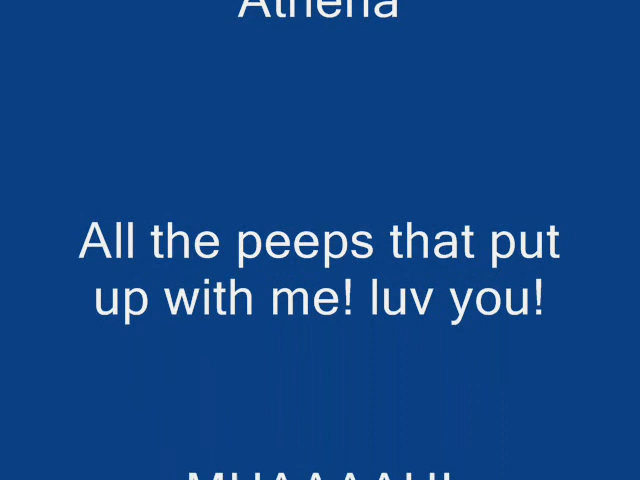 Athena
All the peeps that put
up with me! luv you!